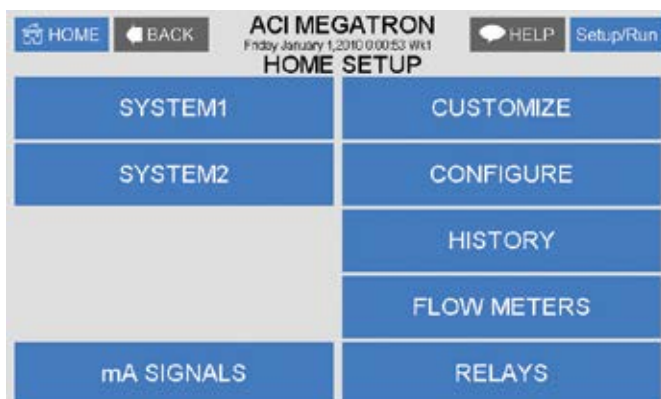 HOME BACK ACI MEGATRON HELP Setup/Run
Friday January 1,2010 0:00:53 Wk1
HOME SETUP
SYSTEM1 CUSTOMIZE
SYSTEM2 CONFIGURE
HISTORY
FLOW METERS
mA SIGNALS RELAYS